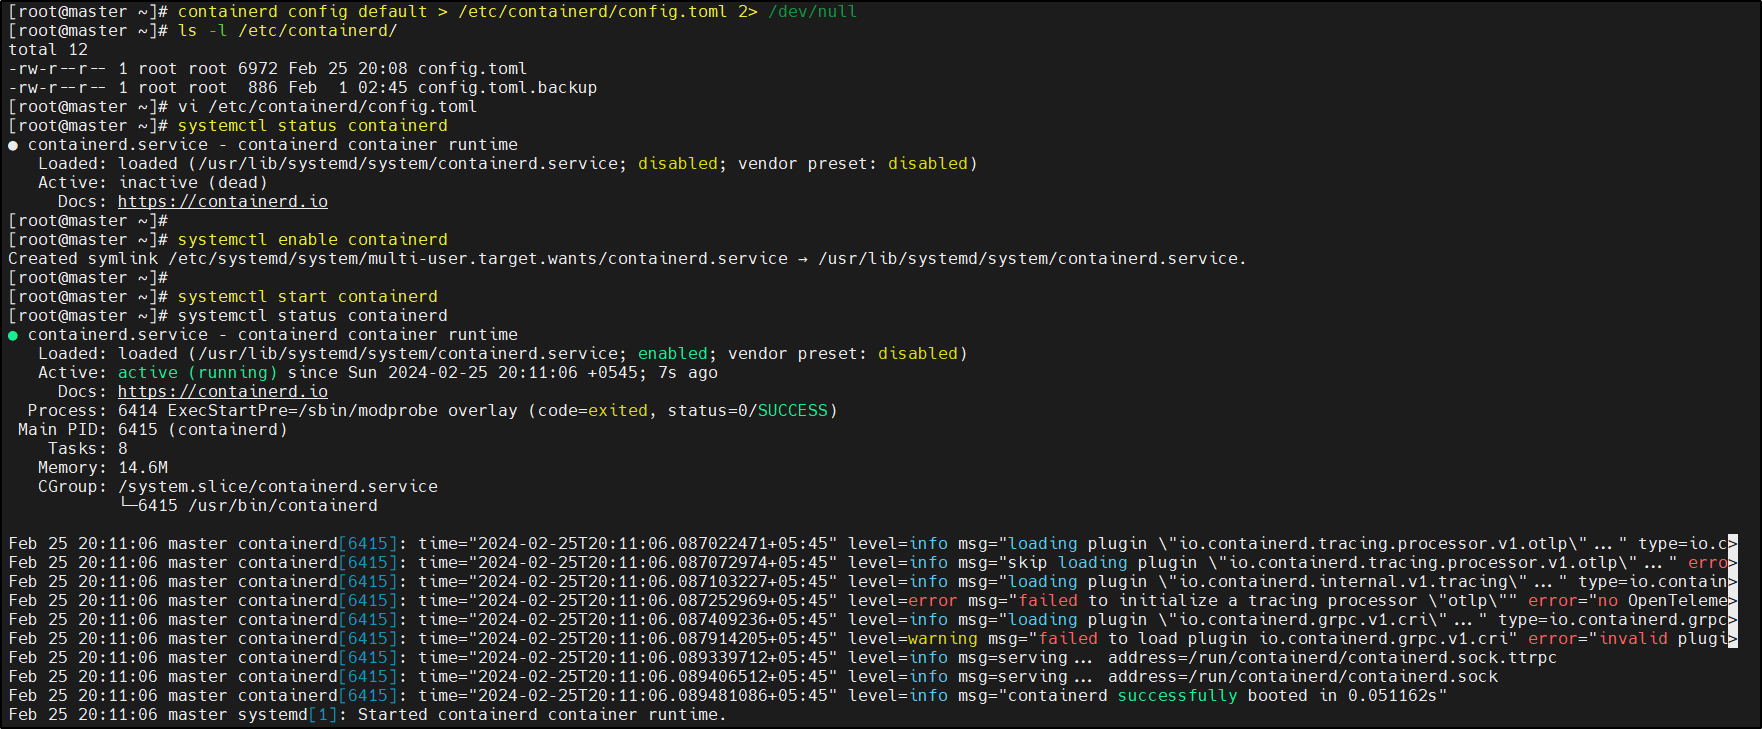 [root@master ~]# containerd config default > /etc/containerd/config.toml 2> /dev/null
[root@master ~]# ls -l /etc/containerd/
total 12
-rw-r--r-- 1 root root 6972 Feb 25 20:08 config.toml
-rw-r--r-- 1 root root  886 Feb  1 02:45 config.toml.backup
[root@master ~]# vi /etc/containerd/config.toml
[root@master ~]# systemctl status containerd
● containerd.service - containerd container runtime
   Loaded: loaded (/usr/lib/systemd/system/containerd.service; disabled; vendor preset: disabled)
   Active: inactive (dead)
     Docs: https://containerd.io
[root@master ~]#
[root@master ~]# systemctl enable containerd
Created symlink /etc/systemd/system/multi-user.target.wants/containerd.service → /usr/lib/systemd/system/containerd.service.
[root@master ~]#
[root@master ~]# systemctl start containerd
[root@master ~]# systemctl status containerd
● containerd.service - containerd container runtime
   Loaded: loaded (/usr/lib/systemd/system/containerd.service; enabled; vendor preset: disabled)
   Active: active (running) since Sun 2024-02-25 20:11:06 +0545; 7s ago
     Docs: https://containerd.io
  Process: 6414 ExecStartPre=/sbin/modprobe overlay (code=exited, status=0/SUCCESS)
 Main PID: 6415 (containerd)
    Tasks: 8
   Memory: 14.6M
   CGroup: /system.slice/containerd.service
           └─6415 /usr/bin/containerd
Feb 25 20:11:06 master containerd[6415]: time="2024-02-25T20:11:06.087022471+05:45" level=info msg="loading plugin \"io.containerd.tracing.processor.v1.otlp\"..." type=io.c>
Feb 25 20:11:06 master containerd[6415]: time="2024-02-25T20:11:06.087072974+05:45" level=info msg="skip loading plugin \"io.containerd.tracing.processor.v1.otlp\"..." erro>
Feb 25 20:11:06 master containerd[6415]: time="2024-02-25T20:11:06.087103227+05:45" level=info msg="loading plugin \"io.containerd.internal.v1.tracing\"..." type=io.contain>
Feb 25 20:11:06 master containerd[6415]: time="2024-02-25T20:11:06.087252969+05:45" level=error msg="failed to initialize a tracing processor \"otlp\"" error="no OpenTeleme>
Feb 25 20:11:06 master containerd[6415]: time="2024-02-25T20:11:06.087409236+05:45" level=info msg="loading plugin \"io.containerd.grpc.v1.cri\"..." type=io.containerd.grpc>
Feb 25 20:11:06 master containerd[6415]: time="2024-02-25T20:11:06.087914205+05:45" level=warning msg="failed to load plugin io.containerd.grpc.v1.cri" error="invalid plugi>
Feb 25 20:11:06 master containerd[6415]: time="2024-02-25T20:11:06.089339712+05:45" level=info msg=serving... address=/run/containerd/containerd.sock.ttrpc
Feb 25 20:11:06 master containerd[6415]: time="2024-02-25T20:11:06.089406512+05:45" level=info msg=serving... address=/run/containerd/containerd.sock
Feb 25 20:11:06 master containerd[6415]: time="2024-02-25T20:11:06.089481086+05:45" level=info msg="containerd successfully booted in 0.051162s"
Feb 25 20:11:06 master systemd[1]: Started containerd container runtime.